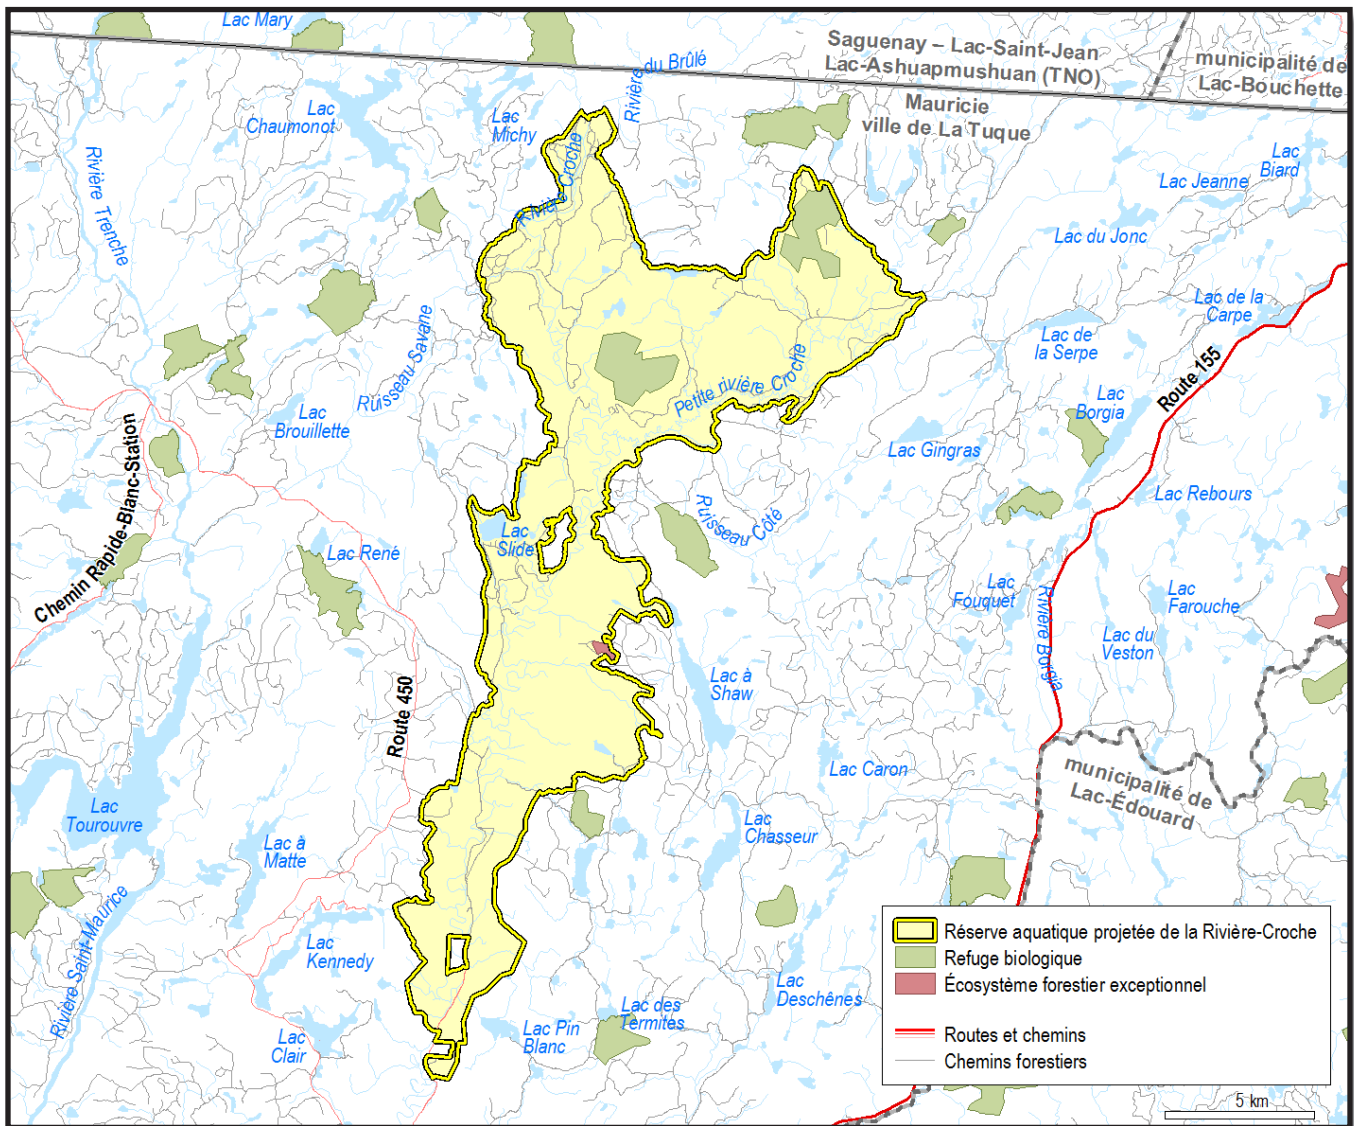 Lac Mary
Saguenay – Lac-Saint-Jean
Lac-Ashuapmushuan (TNO)
municipalité de
Lac-Bouchette
Mauricie
ville de La Tuque
Rivière du Brûlé
Lac
Chaumonot
Lac
Michy
Rivière Trenche
Rivière Croche
Lac
Biard
Lac Jeanne
Lac du Jonc
Lac de la
Carpe
Lac de
la Serpe
Route 155
Ruisseau Savane
Petite rivière Croche
Lac
Borgia
Lac
Brouillette
Lac Gingras
Chemin Rapide-Blanc-Station
Lac Rebours
Ruisseau Côté
Lac
Slide
Lac René
Lac
Fouquet
Lac
Farouche
Rivière Borgia
Lac du
Veston
Lac à
Shaw
Route 450
Lac Caron
municipalité de
Lac-Édouard
Lac
Tourouvre
Lac à
Matte
Lac
Chasseur
Rivière Saint-Maurice
Lac
Kennedy
Lac
Deschênes
Lac des
Termites
Lac Pin
Blanc
Lac
Clair
Réserve aquatique projetée de la Rivière-Croche
Refuge biologique
Écosystème forestier exceptionnel
Routes et chemins
Chemins forestiers
5 km